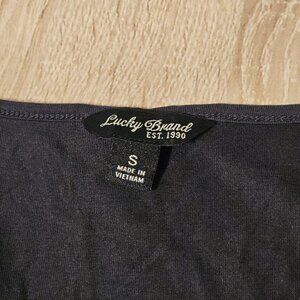 Lucky Brand
EST. 1990
S
MADE IN
VIETNAM